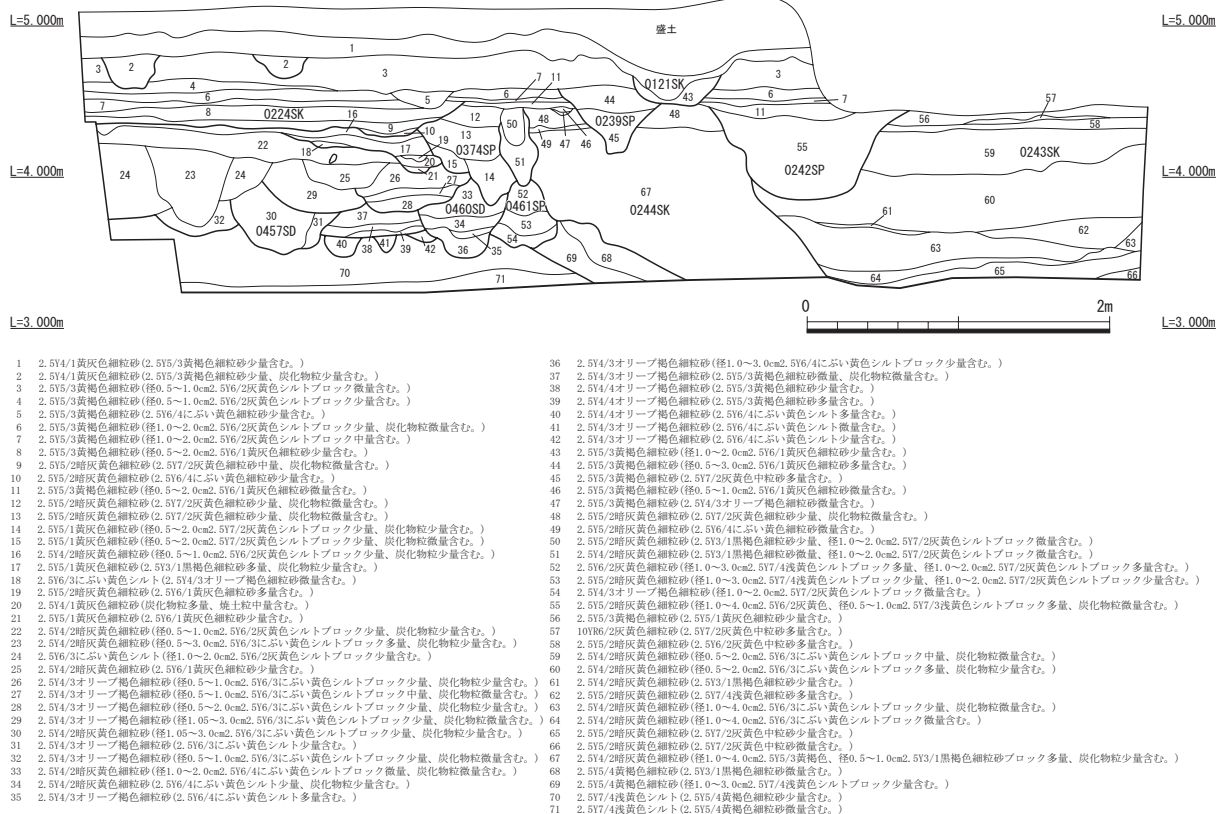 L=5.000m
L=5.000m
盛土
1
3 2 2 3 3
0121SK
4 6 7 11 43 6 7
7 8 0224SK 5 44 11 57
16 12 50 48 0239SP 48 56 58
9 10 13 49 47 46 45 55 59 0243SK
22 18 17 19 0374SP
L=4.000m
20 15 51 0242SP
L=4.000m
24 23 24 25 26 21 27 14 67 60
29 28 33 52 0244SK
32 30 31 37 0460SD 0461SP 61
0457SD 34 53 62
40 38 41 39 42 36 35 54 63 63
70 69 68 64 65 66
71
0 2m
L=3.000m
L=3.000m
1 2.5Y4/1黄灰色細粒砂(2.5Y5/3黄褐色細粒砂少量含む。)
2 2.5Y4/1黄灰色細粒砂(2.5Y5/3黄褐色細粒砂少量、炭化物粒少量含む。)
3 2.5Y5/3黄褐色細粒砂(径0.5～1.0cm2.5Y6/2灰黄色シルトブロック微量含む。)
4 2.5Y5/3黄褐色細粒砂(径0.5～1.0cm2.5Y6/2灰黄色シルトブロック少量含む。)
5 2.5Y5/3黄褐色細粒砂(2.5Y6/4にぶい黄色細粒砂少量含む。)
6 2.5Y5/3黄褐色細粒砂(径1.0～2.0cm2.5Y6/2灰黄色シルトブロック少量、炭化物粒微量含む。)
7 2.5Y5/3黄褐色細粒砂(径1.0～2.0cm2.5Y6/2灰黄色シルトブロック中量含む。)
8 2.5Y5/3黄褐色細粒砂(径0.5～2.0cm2.5Y6/1黄灰色細粒砂少量含む。)
9 2.5Y5/2暗灰黄色細粒砂(2.5Y7/2灰黄色細粒砂中量、炭化物粒微量含む。)
10 2.5Y5/2暗灰黄色細粒砂(2.5Y6/4にぶい黄色細粒砂少量含む。)
11 2.5Y5/3黄褐色細粒砂(径0.5～2.0cm2.5Y6/1黄灰色細粒砂微量含む。)
12 2.5Y5/2暗灰黄色細粒砂(2.5Y7/2灰黄色細粒砂少量、炭化物粒微量含む。)
13 2.5Y5/2暗灰黄色細粒砂(2.5Y7/2灰黄色細粒砂少量、炭化物粒微量含む。)
14 2.5Y5/1黄灰色細粒砂(径0.5～2.0cm2.5Y7/2灰黄色シルトブロック少量、炭化物粒少量含む。)
15 2.5Y5/1黄灰色細粒砂(径0.5～2.0cm2.5Y7/2灰黄色シルトブロック少量、炭化物粒微量含む。)
16 2.5Y4/2暗灰黄色細粒砂(径0.5～1.0cm2.5Y6/2灰黄色シルトブロック少量、炭化物粒少量含む。)
17 2.5Y5/1黄灰色細粒砂(2.5Y3/1黒褐色細粒砂多量、炭化物粒少量含む。)
18 2.5Y6/3にぶい黄色シルト(2.5Y4/3オリーブ褐色細粒砂微量含む。)
19 2.5Y5/2暗灰黄色細粒砂(2.5Y6/1黄灰色細粒砂多量含む。)
20 2.5Y4/1黄灰色細粒砂(炭化物粒多量、焼土粒中量含む。)
21 2.5Y5/1黄灰色細粒砂(2.5Y6/1黄灰色細粒砂少量含む。)
22 2.5Y4/2暗灰黄色細粒砂(径0.5～1.0cm2.5Y6/2灰黄色シルトブロック少量、炭化物粒少量含む。)
23 2.5Y4/2暗灰黄色細粒砂(径0.5～3.0cm2.5Y6/3にぶい黄色シルトブロック多量、炭化物粒少量含む。)
24 2.5Y6/3にぶい黄色シルト(径1.0～2.0cm2.5Y6/2灰黄色シルトブロック少量含む。)
25 2.5Y4/2暗灰黄色細粒砂(2.5Y6/1黄灰色細粒砂少量含む。)
26 2.5Y4/3オリーブ褐色細粒砂(径0.5～1.0cm2.5Y6/3にぶい黄色シルトブロック少量、炭化物粒少量含む。)
27 2.5Y4/3オリーブ褐色細粒砂(径0.5～1.0cm2.5Y6/3にぶい黄色シルトブロック中量、炭化物粒微量含む。)
28 2.5Y4/3オリーブ褐色細粒砂(径0.5～2.0cm2.5Y6/3にぶい黄色シルトブロック少量含む。)
29 2.5Y4/3オリーブ褐色細粒砂(径1.05～3.0cm2.5Y6/3にぶい黄色シルトブロック少量、炭化物粒微量含む。)
30 2.5Y4/2暗灰黄色細粒砂(径1.05～3.0cm2.5Y6/3にぶい黄色シルトブロック少量、炭化物粒少量含む。)
31 2.5Y4/3オリーブ褐色細粒砂(2.5Y6/3にぶい黄色シルト少量含む。)
32 2.5Y4/3オリーブ褐色細粒砂(径0.5～1.0cm2.5Y6/3にぶい黄色シルトブロック少量、炭化物粒微量含む。)
33 2.5Y4/2暗灰黄色細粒砂(径1.0～2.0cm2.5Y6/4にぶい黄色シルトブロック微量、炭化物粒微量含む。)
34 2.5Y4/2暗灰黄色細粒砂(2.5Y6/4にぶい黄色シルト少量、炭化物粒少量含む。)
35 2.5Y4/3オリーブ褐色細粒砂(2.5Y6/4にぶい黄色シルト多量含む。)
36 2.5Y4/3オリーブ褐色細粒砂(径1.0～3.0cm2.5Y6/4にぶい黄色シルトブロック少量含む。)
37 2.5Y4/3オリーブ褐色細粒砂(2.5Y5/3黄褐色細粒砂微量、炭化物粒微量含む。)
38 2.5Y4/4オリーブ褐色細粒砂(2.5Y5/3黄褐色細粒砂少量含む。)
39 2.5Y4/4オリーブ褐色細粒砂(2.5Y5/3黄褐色細粒砂多量含む。)
40 2.5Y4/4オリーブ褐色細粒砂(2.5Y6/4にぶい黄色シルト多量含む。)
41 2.5Y4/3オリーブ褐色細粒砂(2.5Y6/4にぶい黄色シルト微量含む。)
42 2.5Y4/3オリーブ褐色細粒砂(2.5Y6/4にぶい黄色シルト少量含む。)
43 2.5Y5/3黄褐色細粒砂(径1.0～2.0cm2.5Y6/1黄灰色細粒砂少量含む。)
44 2.5Y5/3黄褐色細粒砂(径0.5～3.0cm2.5Y6/1黄灰色細粒砂多量含む。)
45 2.5Y5/3黄褐色細粒砂(2.5Y7/2灰黄色中粒砂多量含む。)
46 2.5Y5/3黄褐色細粒砂(径0.5～1.0cm2.5Y6/1黄灰色細粒砂微量含む。)
47 2.5Y5/3黄褐色細粒砂(2.5Y4/3オリーブ褐色細粒砂微量含む。)
48 2.5Y5/2暗灰黄色細粒砂(2.5Y7/2灰黄色細粒砂少量、炭化物粒微量含む。)
49 2.5Y5/2暗灰黄色細粒砂(2.5Y6/4にぶい黄色細粒砂微量含む。)
50 2.5Y5/2暗灰黄色細粒砂(2.5Y3/1黒褐色細粒砂少量、径1.0～2.0cm2.5Y7/2灰黄色シルトブロック微量含む。)
51 2.5Y4/2暗灰黄色細粒砂(2.5Y3/1黒褐色細粒砂微量、径1.0～2.0cm2.5Y7/2灰黄色シルトブロック微量含む。)
52 2.5Y6/2灰黄色細粒砂(径1.0～3.0cm2.5Y7/4浅黄色シルトブロック多量、径1.0～2.0cm2.5Y7/2灰黄色シルトブロック多量含む。)
53 2.5Y5/2暗灰黄色細粒砂(径1.0～3.0cm2.5Y7/4浅黄色シルトブロック少量、径1.0～2.0cm2.5Y7/2灰黄色シルトブロック少量含む。)
54 2.5Y4/3オリーブ褐色細粒砂(径1.0～2.0cm2.5Y7/2灰黄色シルトブロック微量含む。)
55 2.5Y5/2暗灰黄色細粒砂(径1.0～4.0cm2.5Y6/2灰黄色、径0.5～1.0cm2.5Y7/3浅黄色シルトブロック多量、炭化物粒微量含む。)
56 2.5Y5/3黄褐色細粒砂(2.5Y5/1黄灰色細粒砂少量含む。)
57 10YR6/2灰黄色細粒砂(2.5Y7/2灰黄色中粒砂多量含む。)
58 2.5Y5/2暗灰黄色細粒砂(2.5Y6/2灰黄色中粒砂多量含む。)
59 2.5Y4/2暗灰黄色細粒砂(径0.5～2.0cm2.5Y6/3にぶい黄色シルトブロック中量、炭化物粒微量含む。)
60 2.5Y4/2暗灰黄色細粒砂(径0.5～2.0cm2.5Y6/3にぶい黄色シルトブロック多量、炭化物粒少量含む。)
61 2.5Y4/2暗灰黄色細粒砂(2.5Y3/1黒褐色細粒砂少量含む。)
62 2.5Y5/2暗灰黄色細粒砂(2.5Y7/4浅黄色細粒砂多量含む。)
63 2.5Y4/2暗灰黄色細粒砂(径1.0～4.0cm2.5Y6/3にぶい黄色シルトブロック微量含む。)
64 2.5Y4/2暗灰黄色細粒砂(径1.0～4.0cm2.5Y6/3にぶい黄色シルトブロック微量含む。)
65 2.5Y5/2暗灰黄色細粒砂(2.5Y7/2灰黄色中粒砂少量含む。)
66 2.5Y5/2暗灰黄色細粒砂(2.5Y7/2灰黄色中粒砂微量含む。)
67 2.5Y4/2暗灰黄色細粒砂(径1.0～4.0cm2.5Y5/3黄褐色、径0.5～1.0cm2.5Y3/1黒褐色細粒砂ブロック多量含む。)
68 2.5Y5/4黄褐色細粒砂(2.5Y3/1黒褐色細粒砂微量含む。)
69 2.5Y5/4黄褐色細粒砂(径1.0～3.0cm2.5Y7/4浅黄色シルトブロック少量含む。)
70 2.5Y7/4浅黄色シルト(2.5Y5/4黄褐色細粒砂少量含む。)
71 2.5Y7/4浅黄色シルト(2.5Y5/4黄褐色細粒砂微量含む。)